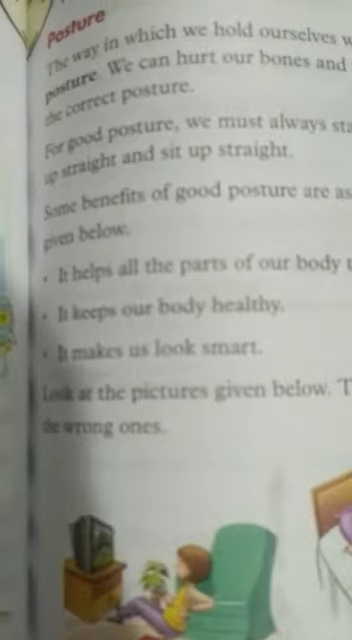 Posture
The way in which we hold ourselves
posture. We can hurt our bones and
the correct posture.
For good posture, we must always
up straight and sit up straight.
Some benefits of good posture are as
given below.
• It helps all the parts of our body
• It keeps our body healthy.
• It makes us look smart.
Look at the pictures given below.
the wrong ones.